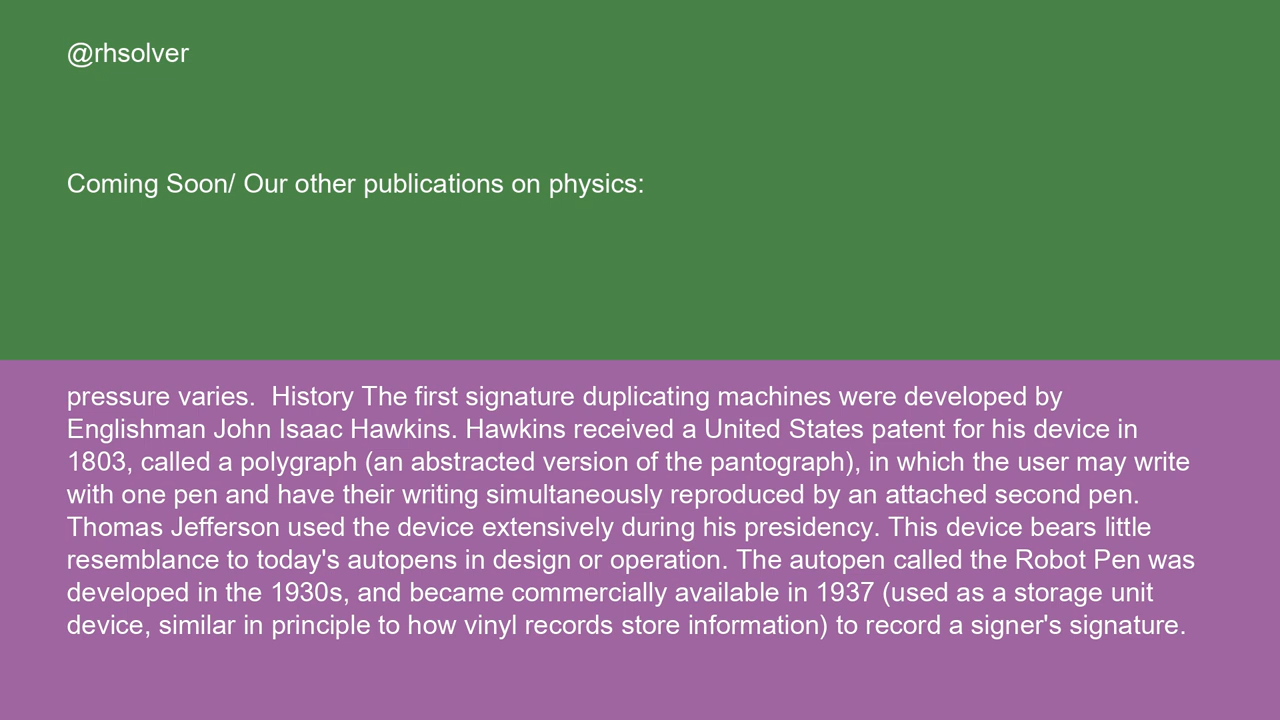 @rhsolver
Coming Soon/ Our other publications on physics:
pressure varies.  History The first signature duplicating machines were developed by
Englishman John Isaac Hawkins. Hawkins received a United States patent for his device in
1803, called a polygraph (an abstracted version of the pantograph), in which the user may write
with one pen and have their writing simultaneously reproduced by an attached second pen.
Thomas Jefferson used the device extensively during his presidency. This device bears little
resemblance to today's autopens in design or operation. The autopen called the Robot Pen was
developed in the 1930s, and became commercially available in 1937 (used as a storage unit
device, similar in principle to how vinyl records store information) to record a signer's signature.